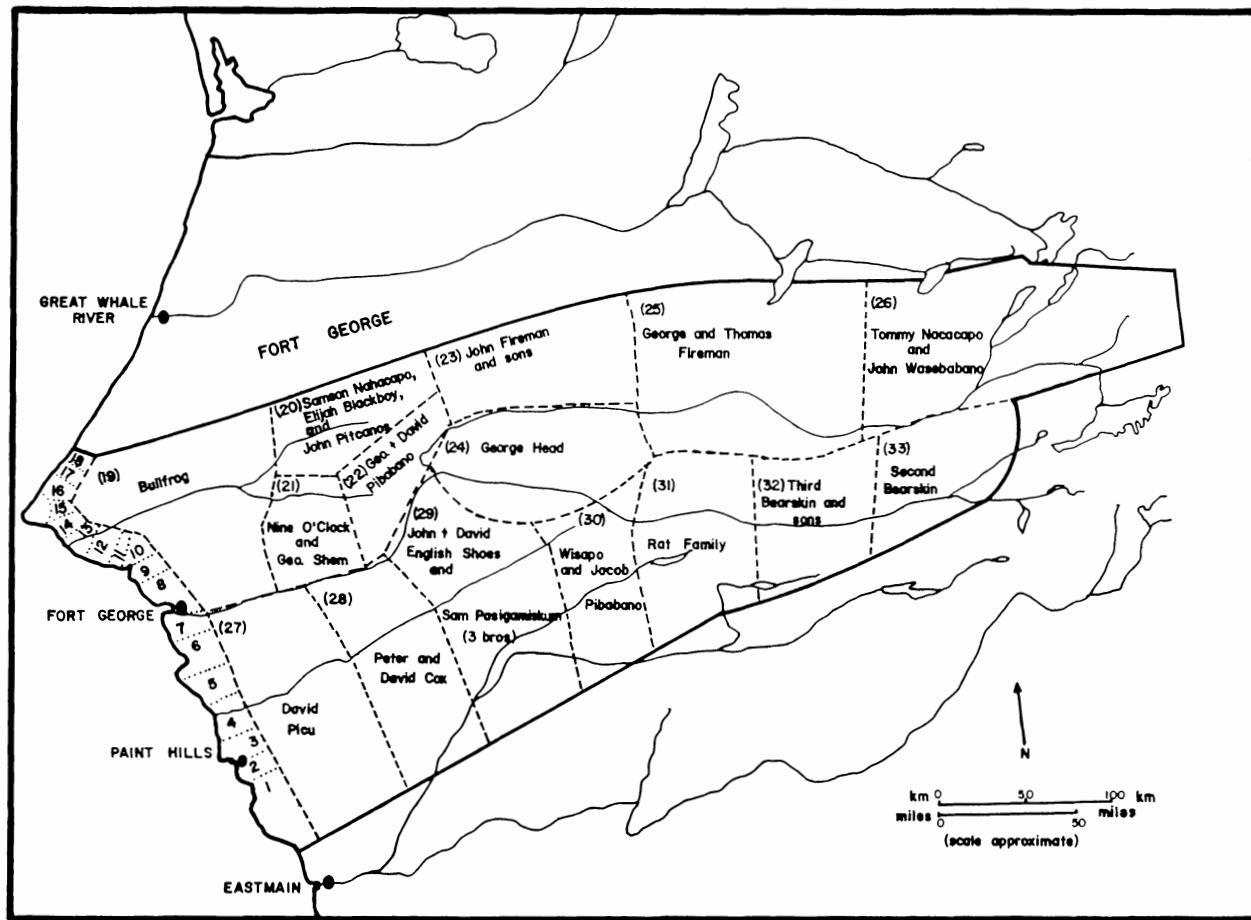 GREAT WHALE
RIVER
FORT GEORGE
(20) Samson Nahacapo,
Elijah Blackboy,
and
John Pitcanos
(23) John Fireman
and sons
(25)
George and Thomas
Fireman
(26)
Tommy Nacacapo
and
John Wasebabano
18
17
16
15
14
13
12
11
10
9
8
(19)
Bullfrog
(21)
Nine O'Clock
and
Geo. Shem
(22) Geo. + David
Pibabano
(24) George Head
(29)
John + David
English Shoes
and
Sam Pasigamiskum
(3 bros.)
(30)
Wisapo
and Jacob
Pibabano
(31)
Rat Family
(32) Third
Bearskin and
sons
(33)
Second
Bearskin
FORT GEORGE
7
6
5
4
3
2
1
(27)
David
Picu
(28)
Peter and
David Cox
PAINT HILLS
EASTMAIN
N
km 0 50 100 km
miles 0 50 miles
(scale approximate)